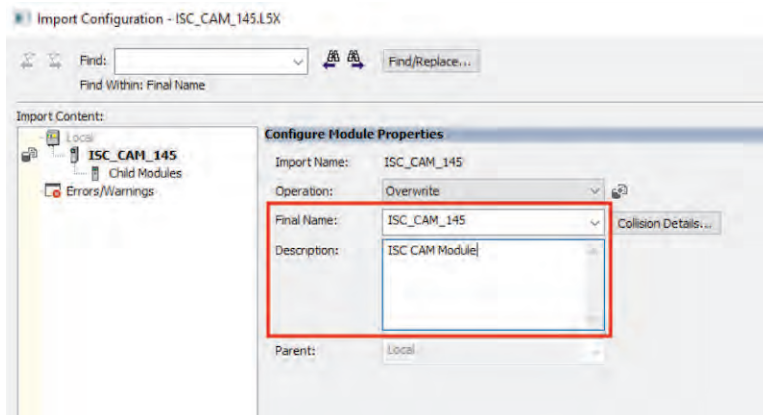 Import Configuration - ISC_CAM_145.L5X
Find:
Find/Replace...
Find Within: Final Name
Import Content:
Local
ISC_CAM_145
Child Modules
Errors/Warnings
Configure Module Properties
Import Name: ISC_CAM_145
Operation: Overwrite
Final Name: ISC_CAM_145 Collision Details...
Description: ISC CAM Module
Parent: Local